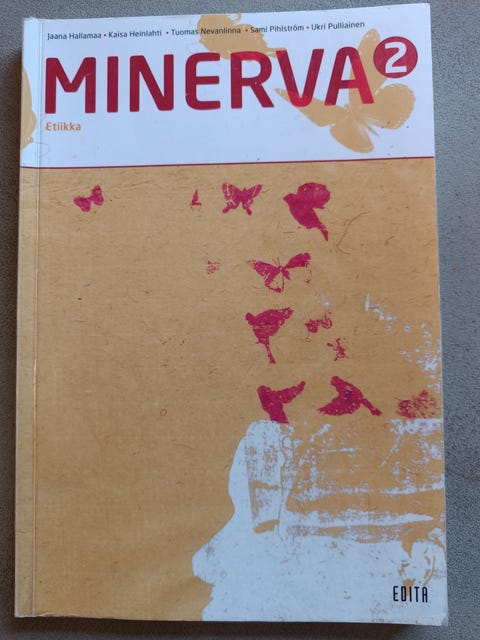 Jaana Hallamaa • Kaisa Heinlahti • Tuomas Nevanlinna • Sami Pihlström • Ukri Pulliainen
MINERVA 2
Etiikka
EDITA